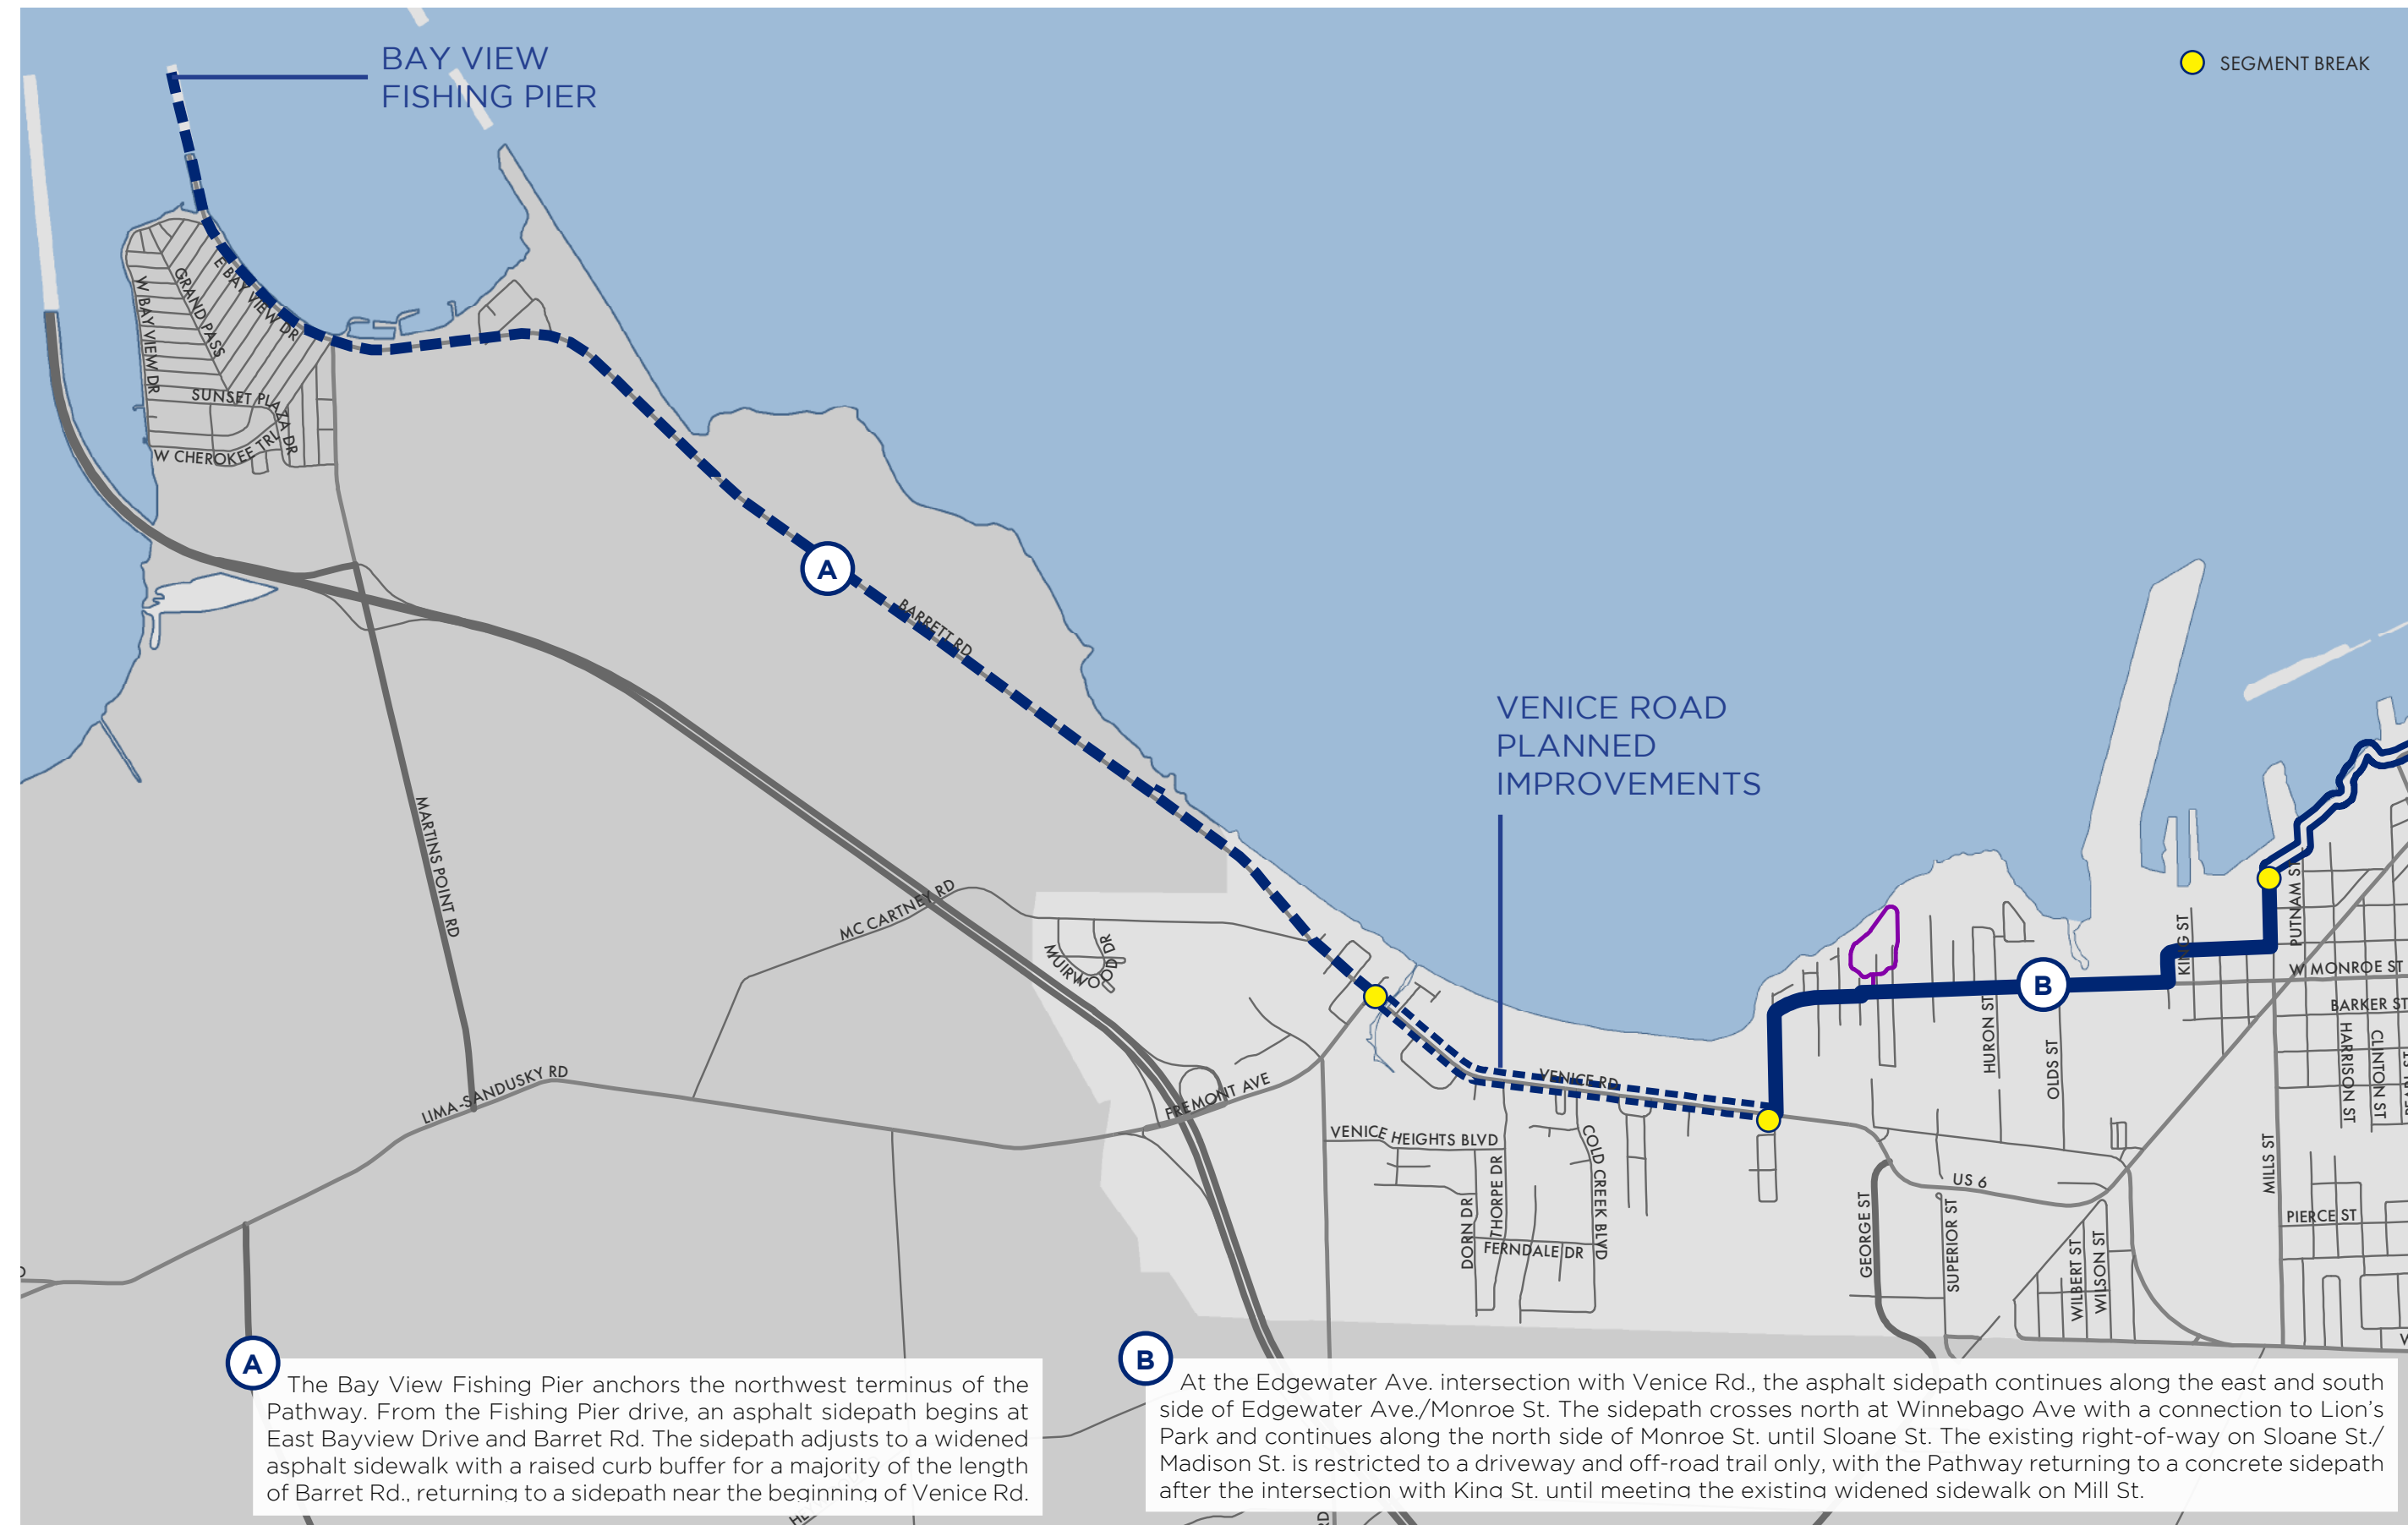 BAY VIEW
FISHING PIER
SEGMENT BREAK
E BAY VIEW DR
GRAND PASS
W BAY VIEW DR
SUNSET PLAZA DR
W CHEROKEE TRL
A
BARRETT RD
VENICE ROAD
PLANNED
IMPROVEMENTS
MARTINS POINT RD
MC CARTNEY RD
MUIRWOOD DR
PUTNAM ST
KING ST
W MONROE ST
B
BARKER ST
HURON ST
OLDS ST
HARRISON ST
CLINTON ST
LIMA-SANDUSKY RD
FREMONT AVE
VENICE RD
VENICE HEIGHTS BLVD
THORPE DR
DORN DR
COLD CREEK BLVD
FERNDALE DR
US 6
GEORGE ST
SUPERIOR ST
MILLS ST
PIERCE ST
WILBERT ST
WILSON ST
A
The Bay View Fishing Pier anchors the northwest terminus of the
Pathway. From the Fishing Pier drive, an asphalt sidepath begins at
East Bayview Drive and Barret Rd. The sidepath adjusts to a widened
asphalt sidewalk with a raised curb buffer for a majority of the length
of Barret Rd., returning to a sidepath near the beginning of Venice Rd.
B
At the Edgewater Ave. intersection with Venice Rd., the asphalt sidepath continues along the east and south
side of Edgewater Ave./Monroe St. The sidepath crosses north at Winnebago Ave with a connection to Lion's
Park and continues along the north side of Monroe St. until Sloane St. The existing right-of-way on Sloane St./
Madison St. is restricted to a driveway and off-road trail only, with the Pathway returning to a concrete sidepath
after the intersection with King St. until meeting the existing widened sidewalk on Mill St.
RD